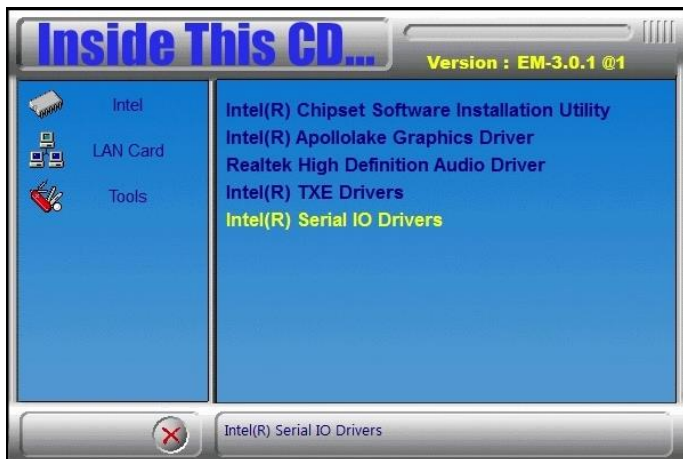 Inside This CD...
Version : EM-3.0.1 @1
Intel
LAN Card
Tools
Intel(R) Chipset Software Installation Utility
Intel(R) Apollolake Graphics Driver
Realtek High Definition Audio Driver
Intel(R) TXE Drivers
Intel(R) Serial IO Drivers
Intel(R) Serial IO Drivers